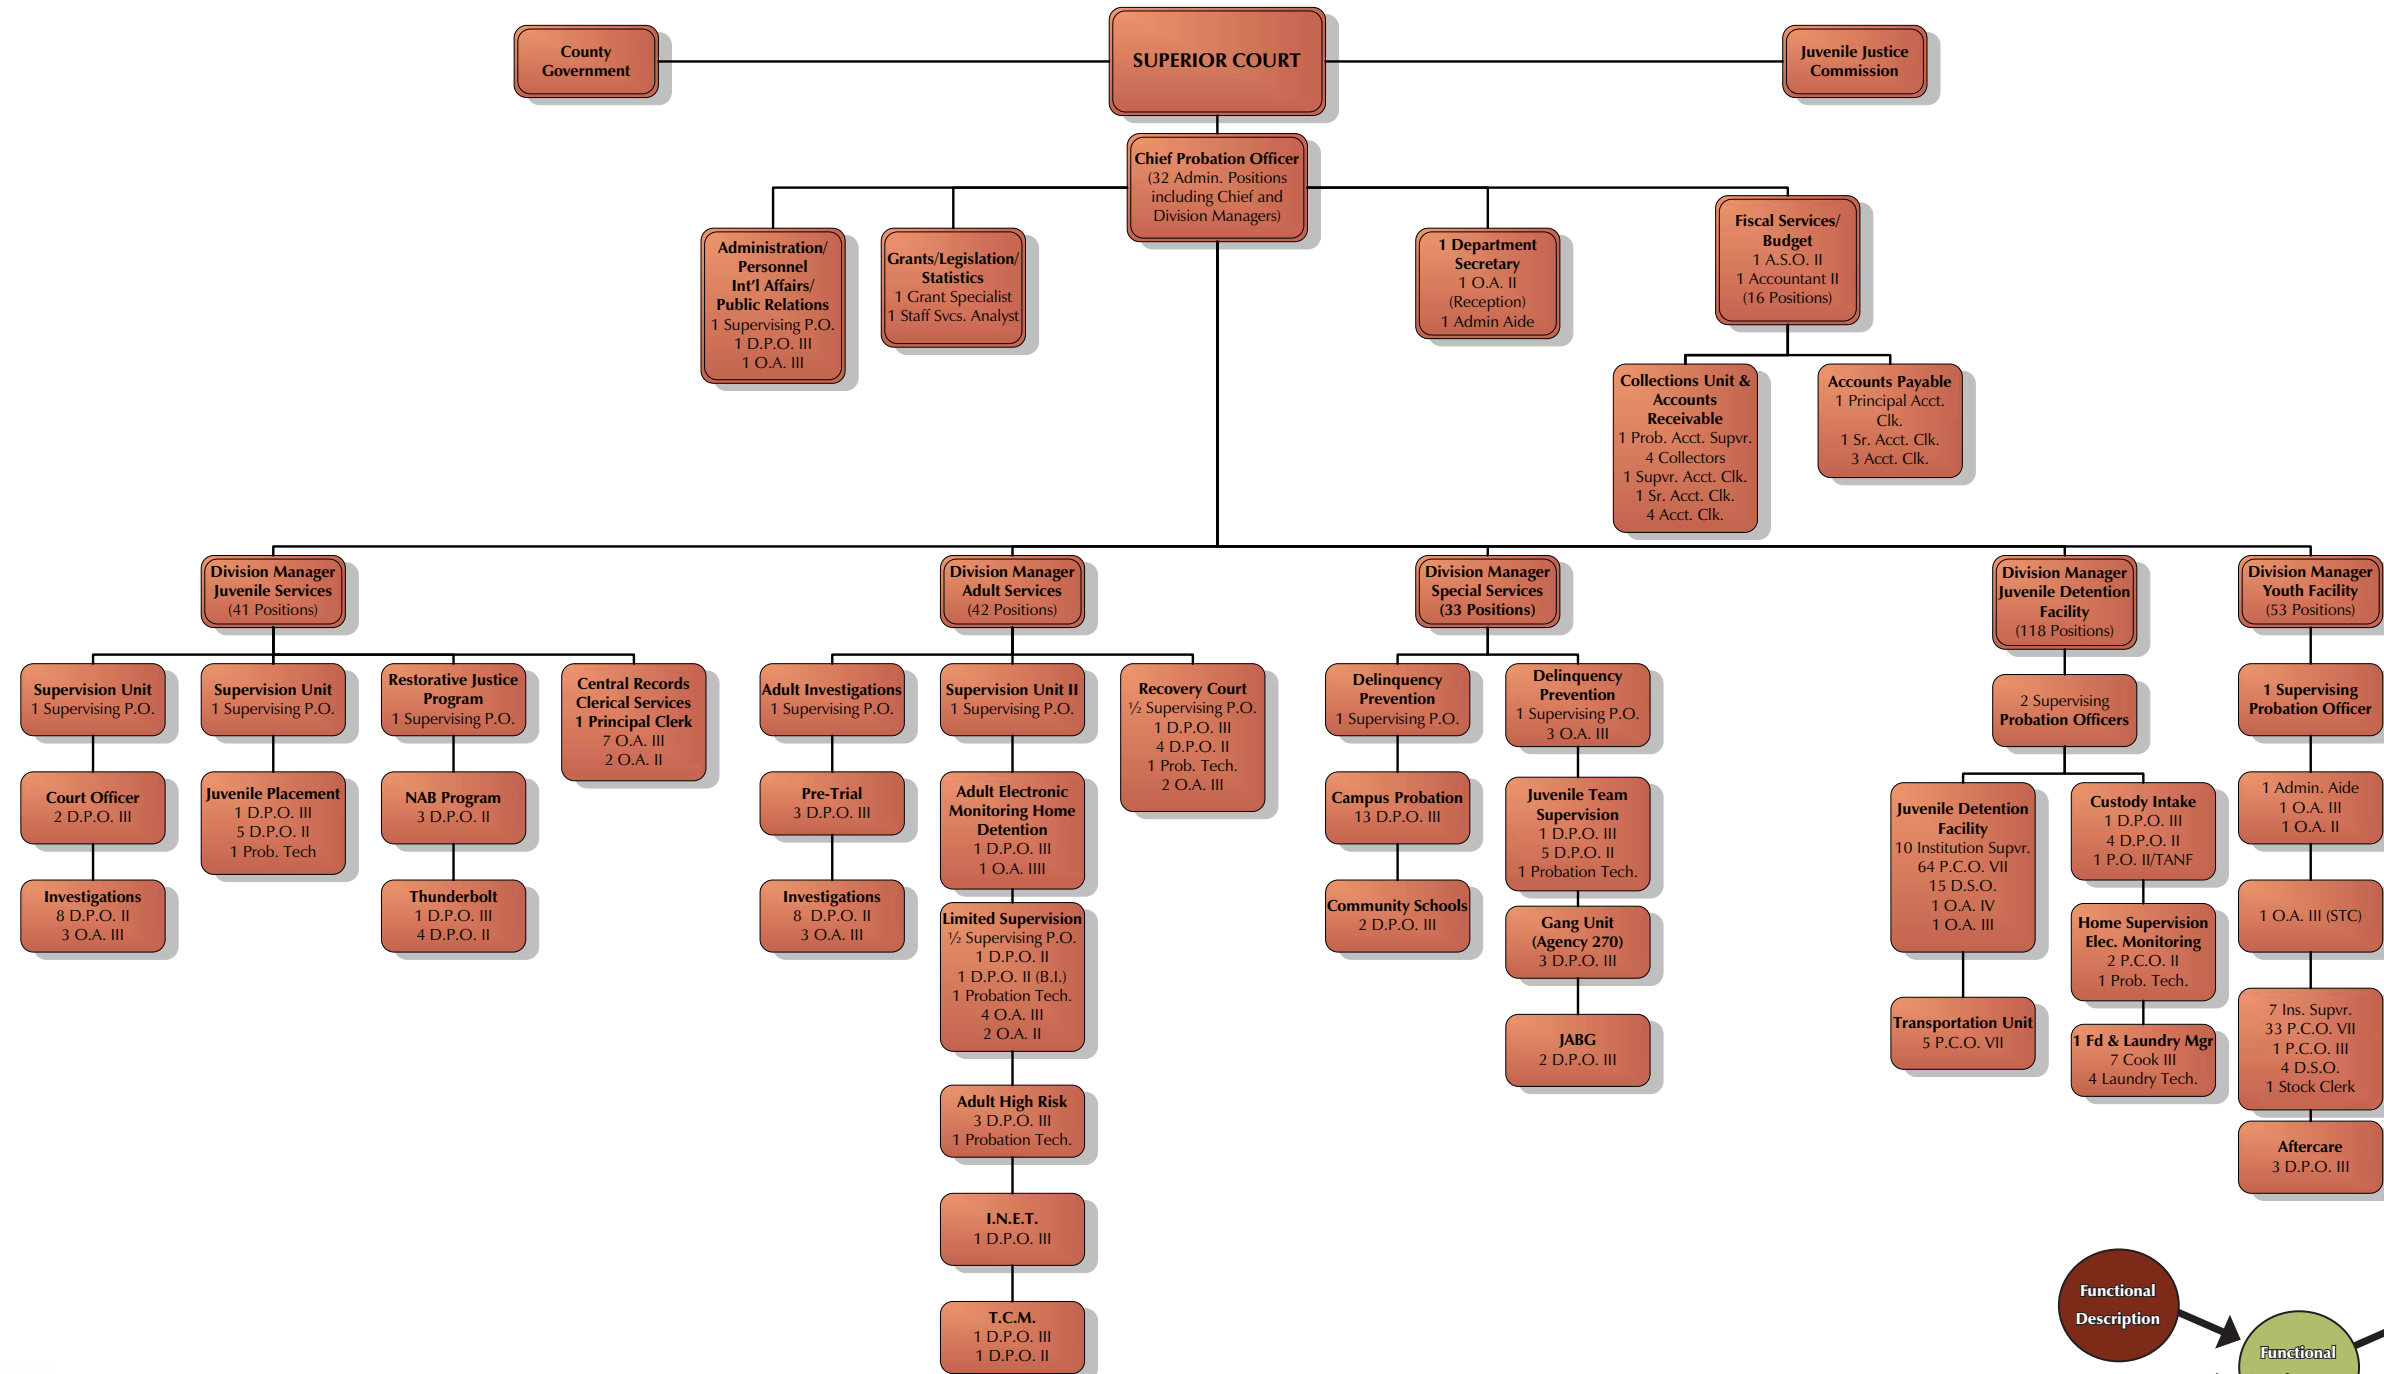 County
Government
SUPERIOR COURT
Juvenile Justice
Commission
Chief Probation Officer
(32 Admin. Positions
including Chief and
Division Managers)
Administration/
Personnel
Int'l Affairs/
Public Relations
1 Supervising P.O.
1 D.P.O. III
1 O.A. III
Grants/Legislation/
Statistics
1 Grant Specialist
1 Staff Svcs. Analyst
1 Department
Secretary
1 O.A. II
(Reception)
1 Admin Aide
Fiscal Services/
Budget
1 A.S.O. II
1 Accountant II
(16 Positions)
Collections Unit &
Accounts
Receivable
1 Prob. Acct. Supvr.
4 Collectors
1 Supvr. Acct. Clk.
1 Sr. Acct. Clk.
4 Acct. Clk.
Accounts Payable
1 Principal Acct.
Clk.
1 Sr. Acct. Clk.
3 Acct. Clk.
Division Manager
Juvenile Services
(41 Positions)
Division Manager
Adult Services
(42 Positions)
Division Manager
Special Services
(33 Positions)
Division Manager
Juvenile Detention
Facility
(118 Positions)
Division Manager
Youth Facility
(53 Positions)
Supervision Unit
1 Supervising P.O.
Court Officer
2 D.P.O. III
Investigations
8 D.P.O. II
3 O.A. III
Supervision Unit
1 Supervising P.O.
Juvenile Placement
1 D.P.O. III
5 D.P.O. II
1 Prob. Tech
Restorative Justice
Program
1 Supervising P.O.
NAB Program
3 D.P.O. II
Thunderbolt
1 D.P.O. III
4 D.P.O. II
Central Records
Clerical Services
1 Principal Clerk
7 O.A. III
2 O.A. II
Adult Investigations
1 Supervising P.O.
Pre-Trial
3 D.P.O. III
Investigations
8 D.P.O. II
3 O.A. III
Supervision Unit II
1 Supervising P.O.
Adult Electronic
Monitoring Home
Detention
1 D.P.O. III
1 O.A. IIII
Limited Supervision
½ Supervising P.O.
1 D.P.O. II
1 D.P.O. II (B.I.)
1 Probation Tech.
4 O.A. III
2 O.A. II
Adult High Risk
3 D.P.O. III
1 Probation Tech.
I.N.E.T.
1 D.P.O. III
T.C.M.
1 D.P.O. III
1 D.P.O. II
Recovery Court
½ Supervising P.O.
1 D.P.O. III
4 D.P.O. II
1 Prob. Tech.
2 O.A. III
Delinquency
Prevention
1 Supervising P.O.
Campus Probation
13 D.P.O. III
Community Schools
2 D.P.O. III
Delinquency
Prevention
1 Supervising P.O.
3 O.A. III
Juvenile Team
Supervision
1 D.P.O. III
5 D.P.O. II
1 Probation Tech.
Gang Unit
(Agency 270)
3 D.P.O. III
JABG
2 D.P.O. III
2 Supervising
Probation Officers
Juvenile Detention
Facility
10 Institution Supvr.
64 P.C.O. VII
15 D.S.O.
1 O.A. IV
1 O.A. III
Transportation Unit
5 P.C.O. VII
Custody Intake
1 D.P.O. III
4 D.P.O. II
1 P.O. II/TANF
Home Supervision
Elec. Monitoring
2 P.C.O. II
1 Prob. Tech.
1 Fd & Laundry Mgr
7 Cook III
4 Laundry Tech.
1 Supervising
Probation Officer
1 Admin. Aide
1 O.A. III
1 O.A. II
1 O.A. III (STC)
7 Ins. Supvr.
33 P.C.O. VII
1 P.C.O. III
4 D.S.O.
1 Stock Clerk
Aftercare
3 D.P.O. III
Functional
Description
Functional